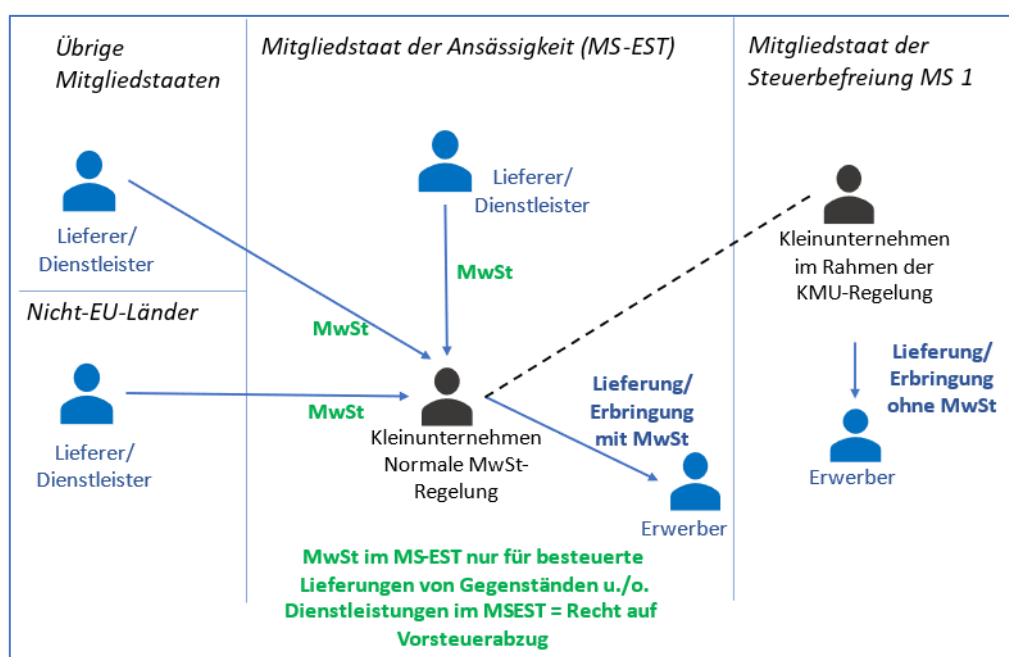 Übrige
Mitgliedstaaten
Mitgliedstaat der Ansässigkeit (MS-EST)
Mitgliedstaat der
Steuerbefreiung MS 1
Lieferer/
Dienstleister
Lieferer/
Dienstleister
MwSt
Kleinunternehmen
im Rahmen der
KMU-Regelung
Nicht-EU-Länder
MwSt
Lieferer/
Dienstleister
MwSt
Kleinunternehmen
Normale MwSt-
Regelung
Lieferung/
Erbringung
mit MwSt
Erwerber
Lieferung/
Erbringung
ohne MwSt
Erwerber
MwSt im MS-EST nur für besteuerte
Lieferungen von Gegenständen u./o.
Dienstleistungen im MSEST = Recht auf
Vorsteuerabzug